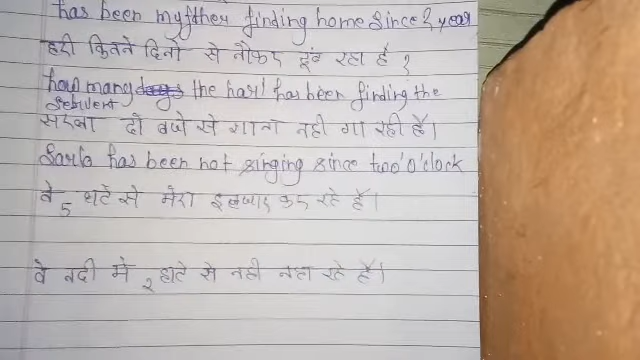 has been my father finding home since 2 year
हरी कितने दिनो से नौकर ढूंढ रहा है ?
how many the hari has been finding the
servent
सरला दो बजे से गाना नही गा रही है।
Sarla has been not singing since two'o'clock
वे 5 घंटे से मेरा इन्तजार कर रहे हैं।
वे नदी मे 2 घंटे से नही नहा रहे हैं।